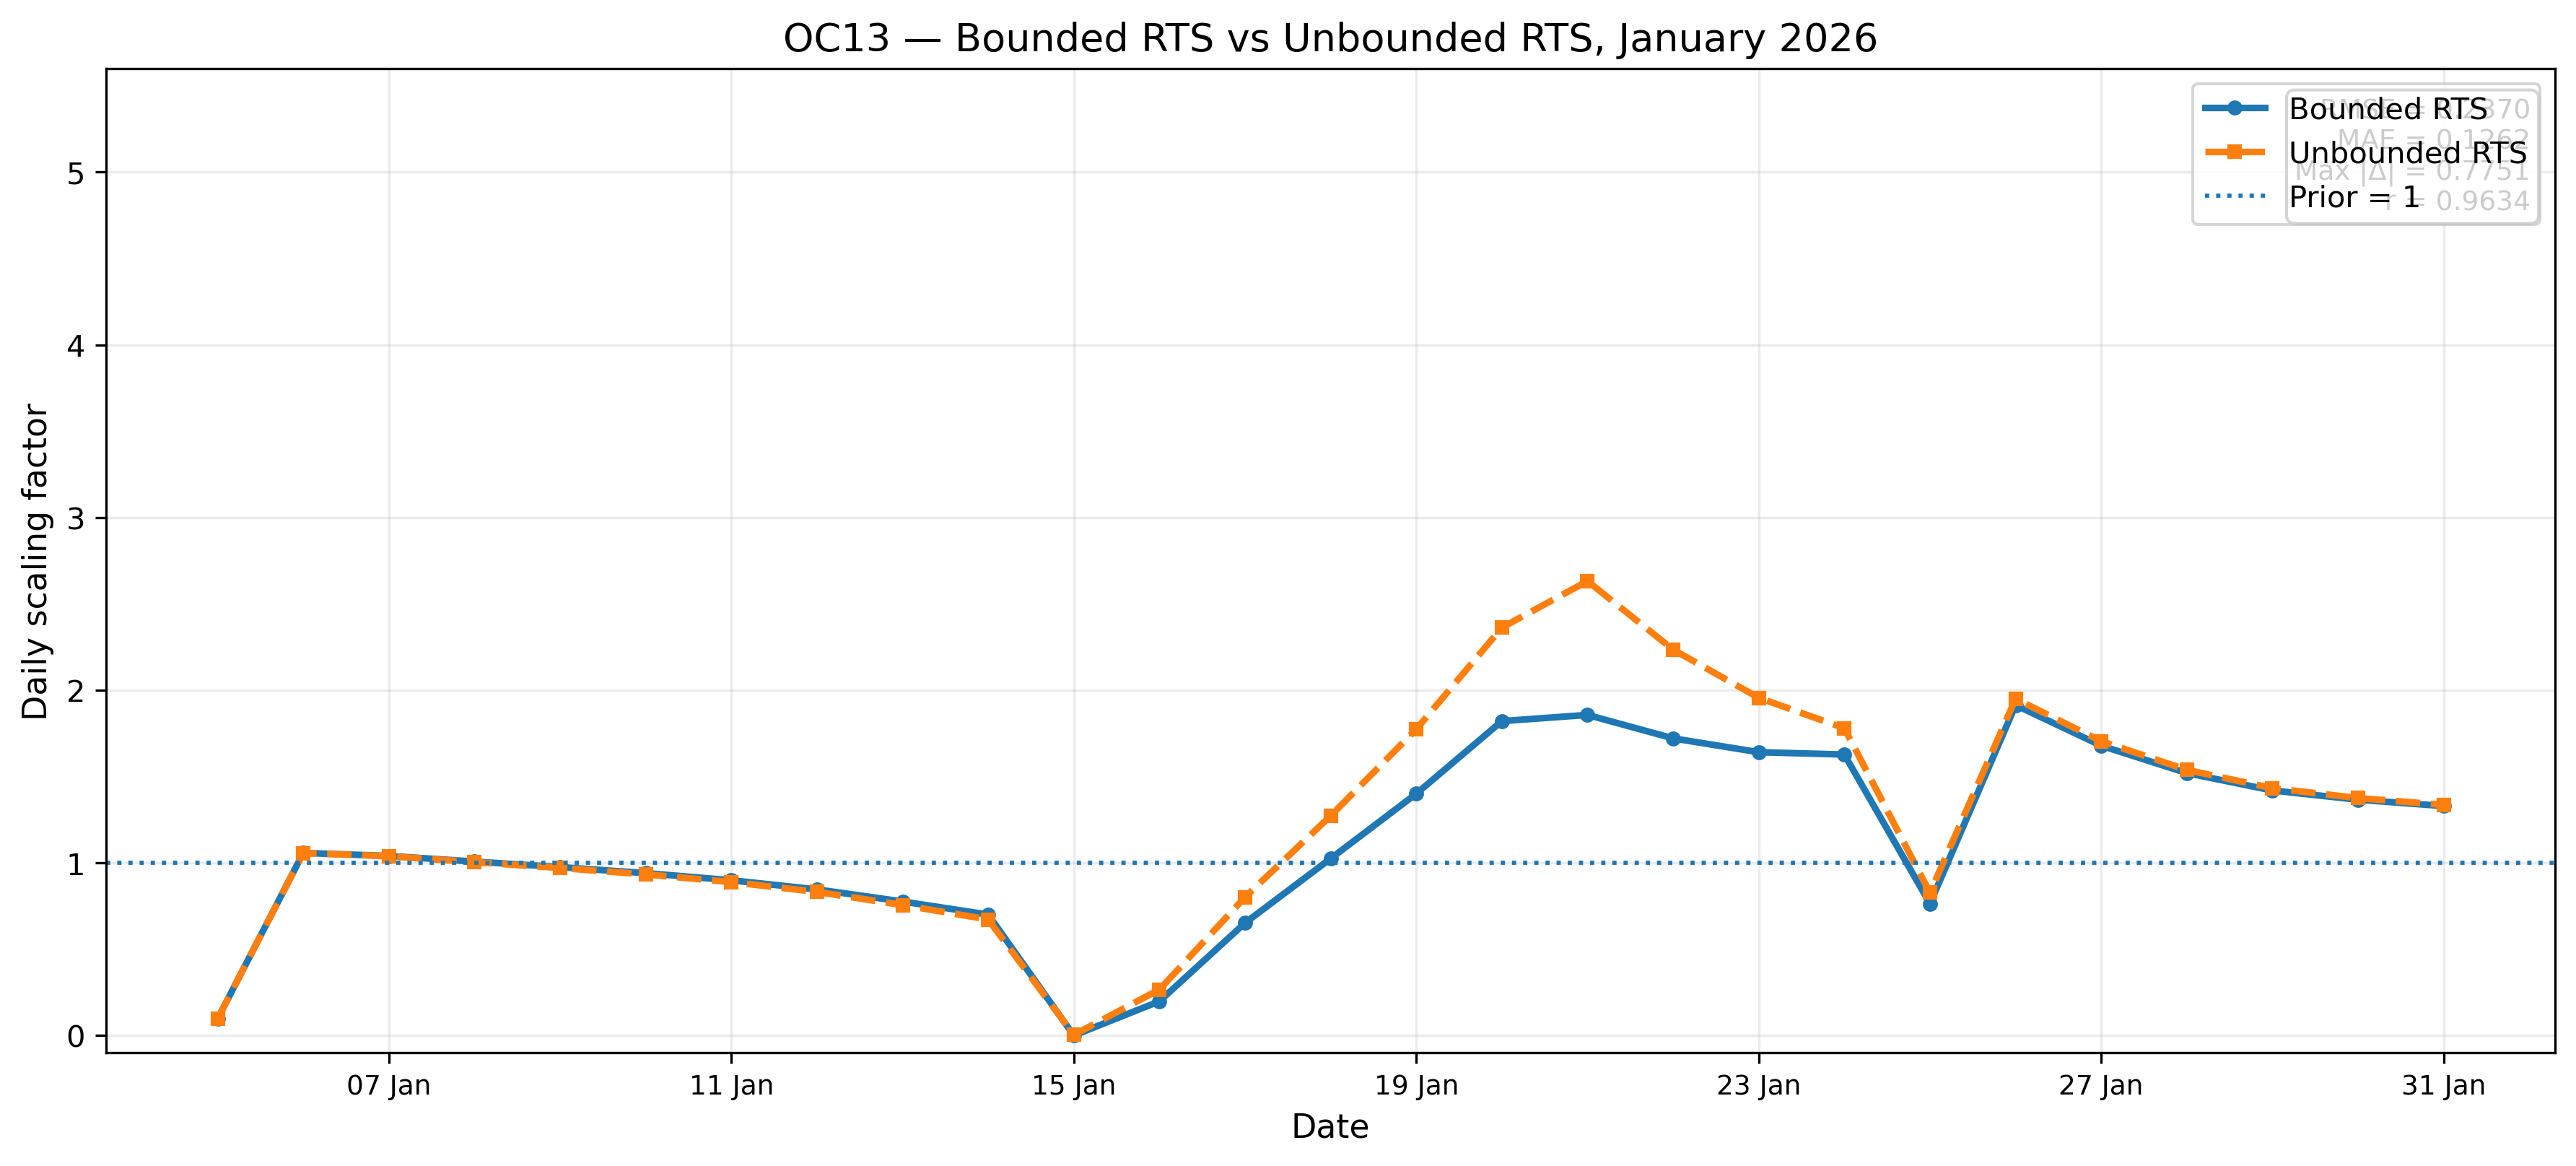 OC13 — Bounded RTS vs Unbounded RTS, January 2026
Bounded RTS
Unbounded RTS
Prior = 1
MAE = 0.1262
Max |Δ| = 0.7751
r = 0.9634
Daily scaling factor
5
4
3
2
1
0
07 Jan
11 Jan
15 Jan
19 Jan
23 Jan
27 Jan
31 Jan
Date